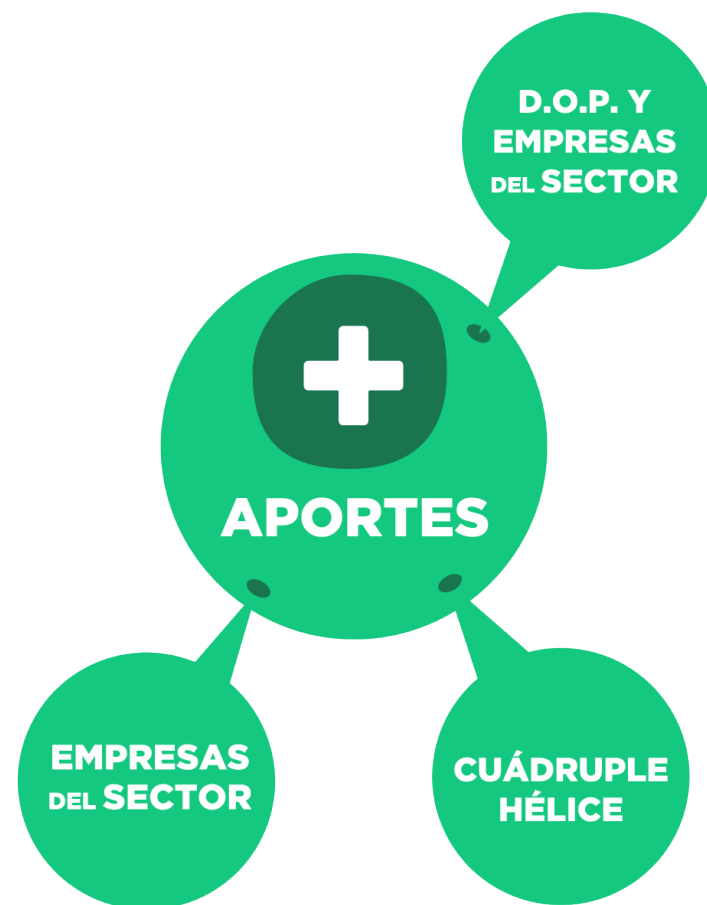 D.O.P. Y
EMPRESAS
DEL SECTOR
APORTES
EMPRESAS
DEL SECTOR
CUÁDRUPLE
HÉLICE